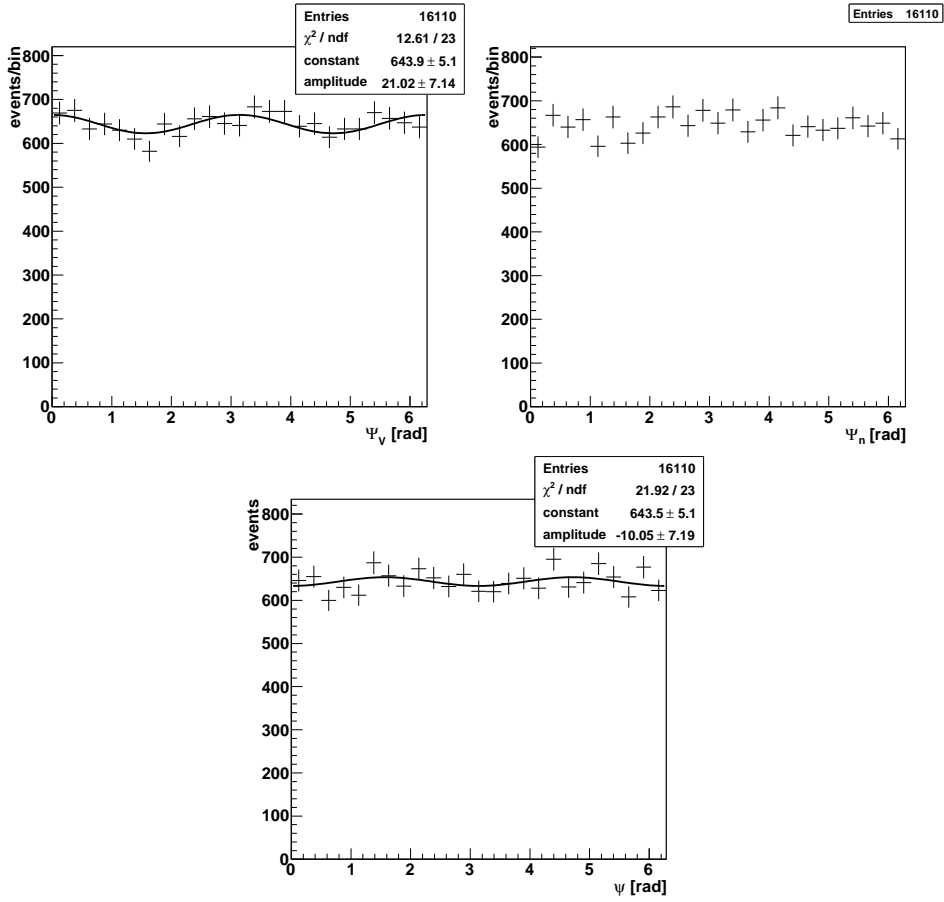 Entries 16110
χ² / ndf 12.61 / 23
constant 643.9 ± 5.1
amplitude 21.02 ± 7.14
events/bin
800
700
600
500
400
300
200
100
0
0 1 2 3 4 5 6
Ψ_V [rad]
Entries 16110
events/bin
800
700
600
500
400
300
200
100
0
0 1 2 3 4 5 6
Ψ_n [rad]
Entries 16110
χ² / ndf 21.92 / 23
constant 643.5 ± 5.1
amplitude -10.05 ± 7.19
events
800
700
600
500
400
300
200
100
0
0 1 2 3 4 5 6
ψ [rad]